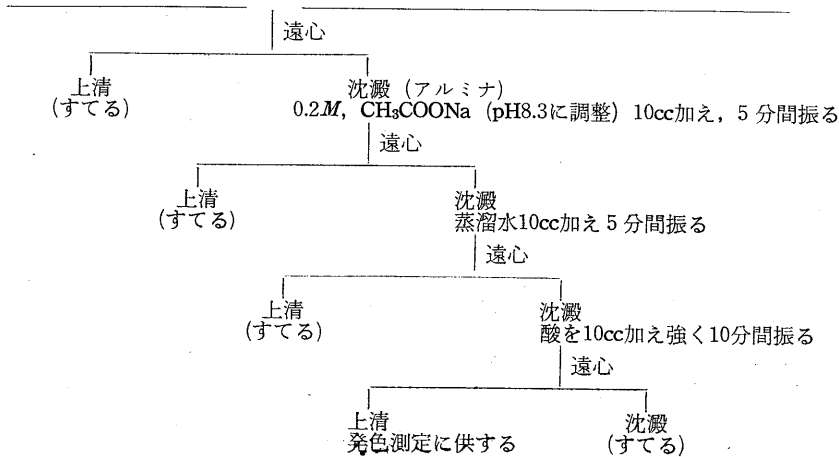 遠心
上清
(すてる)
沈澱(アルミナ)
0.2M, CH₃COONa (pH8.3に調整) 10cc加え, 5分間振る
遠心
上清
(すてる)
沈澱
蒸溜水10cc加え5分間振る
遠心
上清
(すてる)
沈澱
酸を10cc加え強く10分間振る
遠心
上清
発色測定に供する
沈澱
(すてる)